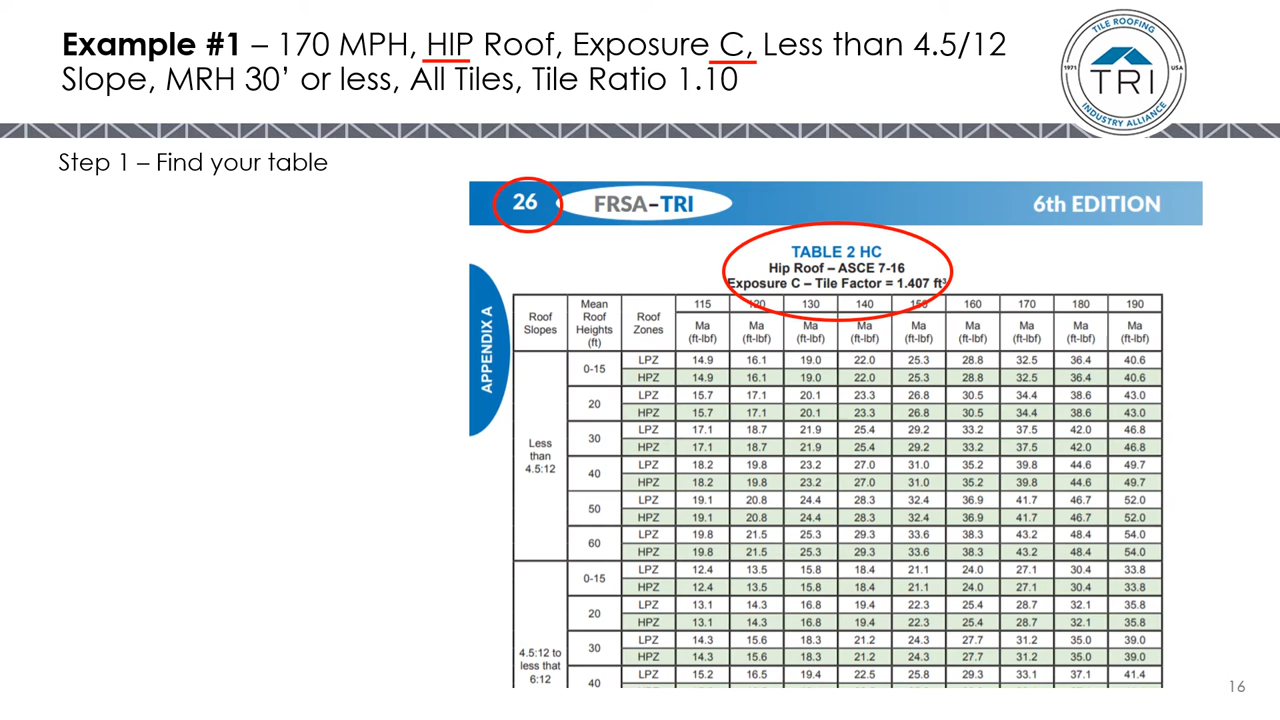 Example #1 – 170 MPH, HIP Roof, Exposure C, Less than 4.5/12
Slope, MRH 30’ or less, All Tiles, Tile Ratio 1.10
TILE ROOFING
1971
USA
TRI
INDUSTRY ALLIANCE
Step 1 – Find your table
26 FRSA–TRI 6th EDITION
TABLE 2 HC
Hip Roof – ASCE 7-16
Exposure C – Tile Factor = 1.407 ft³
APPENDIX A
Roof Slopes Mean Roof Heights (ft) Roof Zones 115 120 130 140 150 160 170 180 190
Ma (ft-lbf) Ma (ft-lbf) Ma (ft-lbf) Ma (ft-lbf) Ma (ft-lbf) Ma (ft-lbf) Ma (ft-lbf) Ma (ft-lbf) Ma (ft-lbf)
Less than 4.5:12
0-15 LPZ 14.9 16.1 19.0 22.0 25.3 28.8 32.5 36.4 40.6
HPZ 14.9 16.1 19.0 22.0 25.3 28.8 32.5 36.4 40.6
20 LPZ 15.7 17.1 20.1 23.3 26.8 30.5 34.4 38.6 43.0
HPZ 15.7 17.1 20.1 23.3 26.8 30.5 34.4 38.6 43.0
30 LPZ 17.1 18.7 21.9 25.4 29.2 33.2 37.5 42.0 46.8
HPZ 17.1 18.7 21.9 25.4 29.2 33.2 37.5 42.0 46.8
40 LPZ 18.2 19.8 23.2 27.0 31.0 35.2 39.8 44.6 49.7
HPZ 18.2 19.8 23.2 27.0 31.0 35.2 39.8 44.6 49.7
50 LPZ 19.1 20.8 24.4 28.3 32.4 36.9 41.7 46.7 52.0
HPZ 19.1 20.8 24.4 28.3 32.4 36.9 41.7 46.7 52.0
60 LPZ 19.8 21.5 25.3 29.3 33.6 38.3 43.2 48.4 54.0
HPZ 19.8 21.5 25.3 29.3 33.6 38.3 43.2 48.4 54.0
4.5:12 to less that 6:12
0-15 LPZ 12.4 13.5 15.8 18.4 21.1 24.0 27.1 30.4 33.8
HPZ 12.4 13.5 15.8 18.4 21.1 24.0 27.1 30.4 33.8
20 LPZ 13.1 14.3 16.8 19.4 22.3 25.4 28.7 32.1 35.8
HPZ 13.1 14.3 16.8 19.4 22.3 25.4 28.7 32.1 35.8
30 LPZ 14.3 15.6 18.3 21.2 24.3 27.7 31.2 35.0 39.0
HPZ 14.3 15.6 18.3 21.2 24.3 27.7 31.2 35.0 39.0
40 LPZ 15.2 16.5 19.4 22.5 25.8 29.3 33.1 37.1 41.4
16